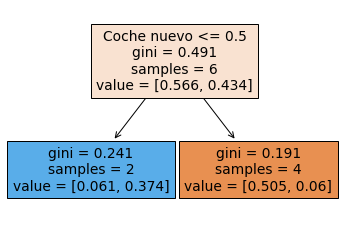 Coche nuevo <= 0.5
gini = 0.491
samples = 6
value = [0.566, 0.434]
gini = 0.241
samples = 2
value = [0.061, 0.374]
gini = 0.191
samples = 4
value = [0.505, 0.06]